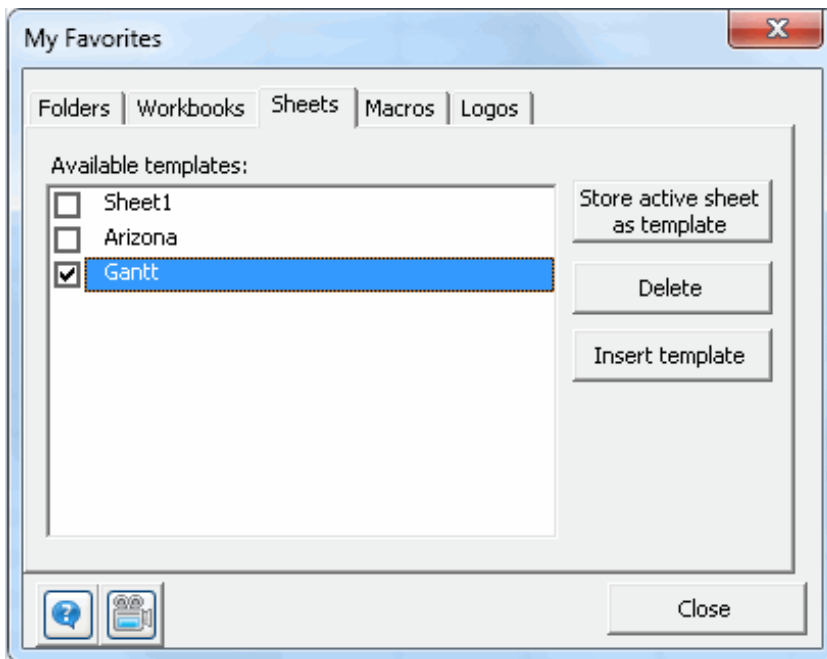 My Favorites
Folders Workbooks Sheets Macros Logos
Available templates:
Sheet1
Arizona
Gantt
Store active sheet
as template
Delete
Insert template
Close